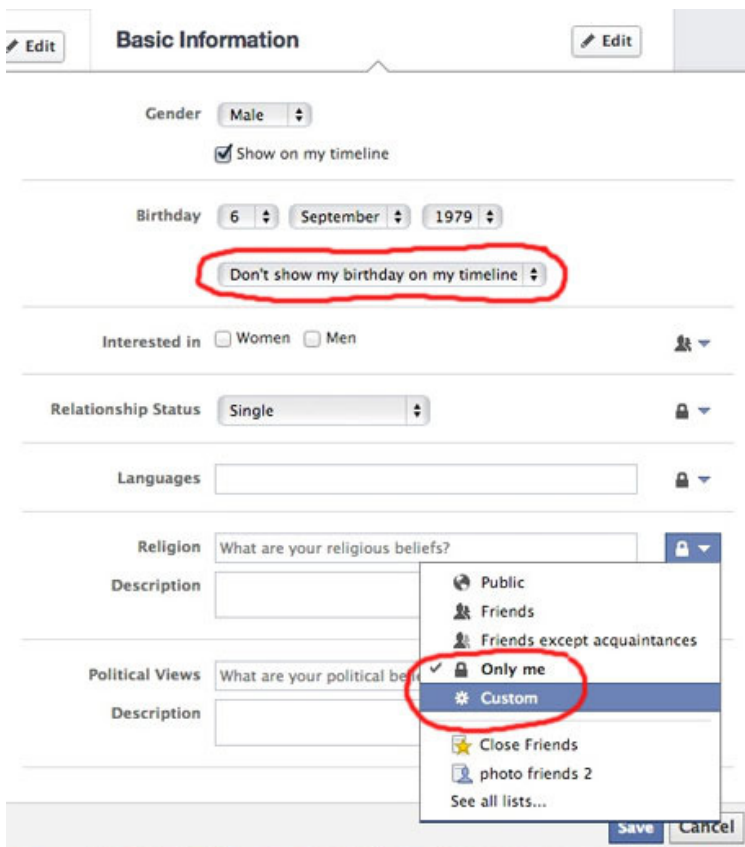 Edit
Basic Information
Edit
Gender
Male
Show on my timeline
Birthday
6
September
1979
Don't show my birthday on my timeline
Interested in
Women
Men
Relationship Status
Single
Languages
Religion
What are your religious beliefs?
Description
Public
Friends
Friends except acquaintances
Only me
Custom
Close Friends
photo friends 2
See all lists...
Political Views
What are your political
Description
Save
Cancel